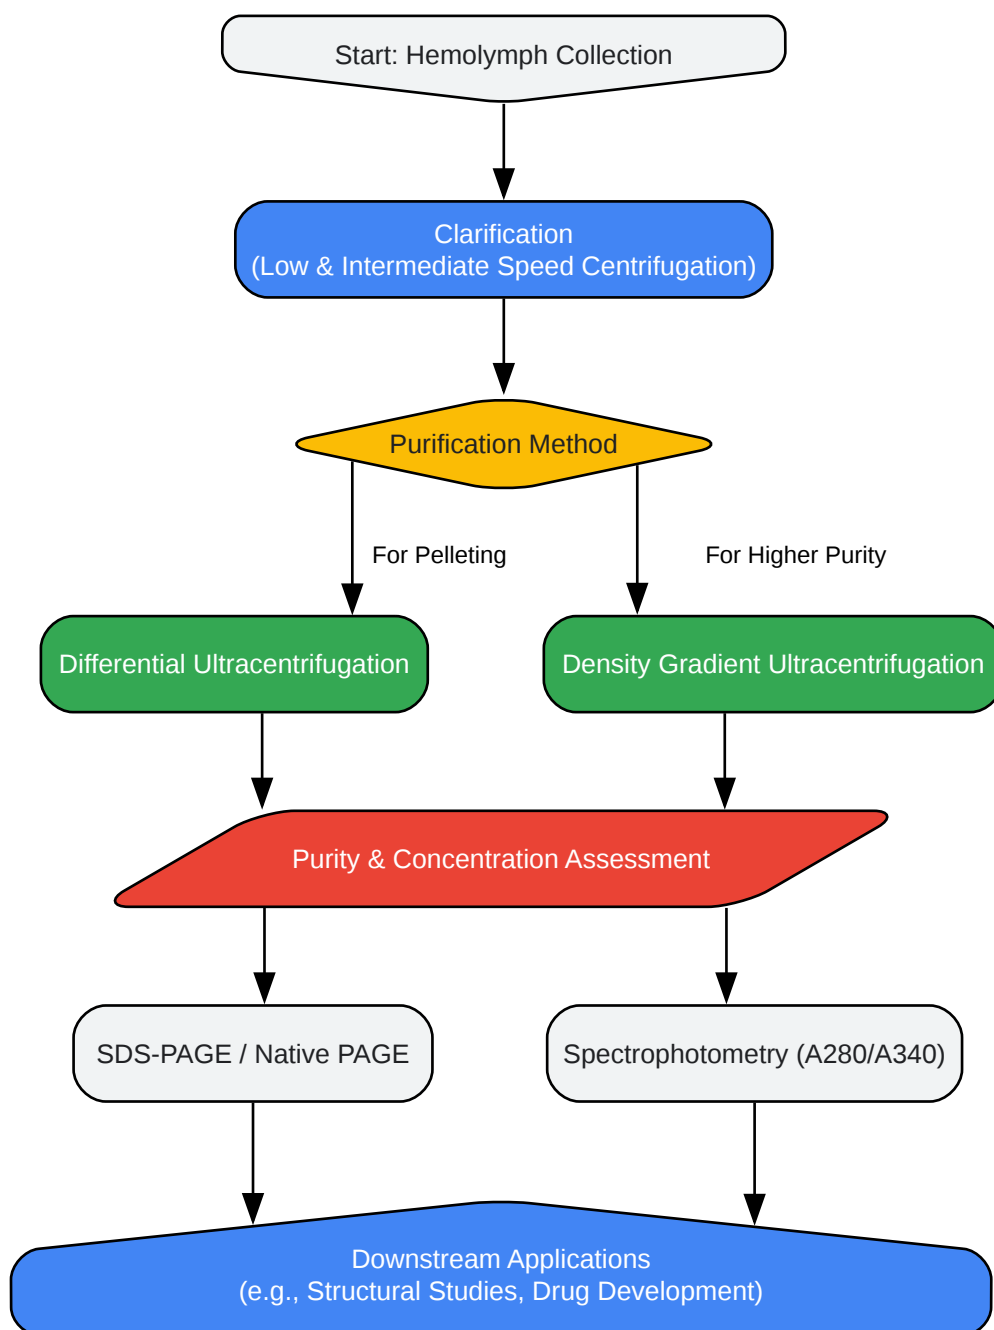 Start: Hemolymph Collection
Clarification
(Low & Intermediate Speed Centrifugation)
Purification Method
For Pelleting
For Higher Purity
Differential Ultracentrifugation
Density Gradient Ultracentrifugation
Purity & Concentration Assessment
SDS-PAGE / Native PAGE
Spectrophotometry (A280/A340)
Downstream Applications
(e.g., Structural Studies, Drug Development)